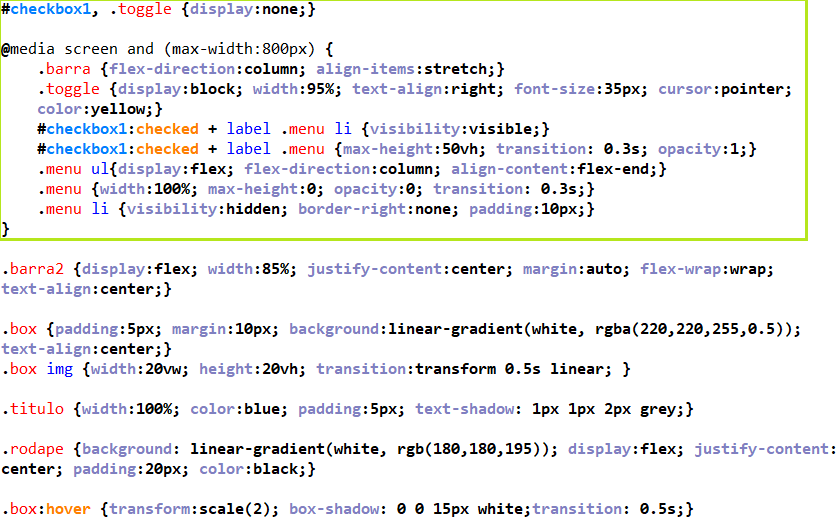 #checkbox1, .toggle {display:none;}
@media screen and (max-width:800px) {
.barra {flex-direction:column; align-items:stretch;}
.toggle {display:block; width:95%; text-align:right; font-size:35px; cursor:pointer;
color:yellow;}
#checkbox1:checked + label .menu li {visibility:visible;}
#checkbox1:checked + label .menu {max-height:50vh; transition: 0.3s; opacity:1;}
.menu ul{display:flex; flex-direction:column; align-content:flex-end;}
.menu {width:100%; max-height:0; opacity:0; transition: 0.3s;}
.menu li {visibility:hidden; border-right:none; padding:10px;}
}
.barra2 {display:flex; width:85%; justify-content:center; margin:auto; flex-wrap:wrap;
text-align:center;}
.box {padding:5px; margin:10px; background:linear-gradient(white, rgba(220,220,255,0.5));
text-align:center;}
.box img {width:20vw; height:20vh; transition:transform 0.5s linear; }
.titulo {width:100%; color:blue; padding:5px; text-shadow: 1px 1px 2px grey;}
.rodape {background: linear-gradient(white, rgb(180,180,195)); display:flex; justify-content:
center; padding:20px; color:black;}
.box:hover {transform:scale(2); box-shadow: 0 0 15px white;transition: 0.5s;}